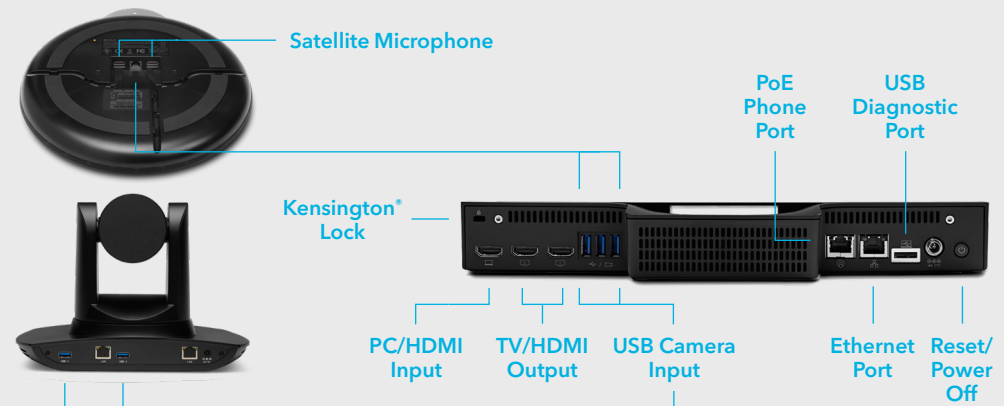 Satellite Microphone
PoE
Phone
Port
USB
Diagnostic
Port
Kensington®
Lock
PC/HDMI
Input
TV/HDMI
Output
USB Camera
Input
Ethernet
Port
Reset/
Power
Off